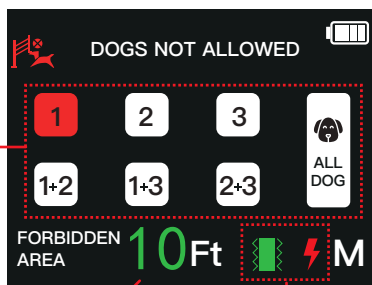 DOGS NOT ALLOWED
1 2 3
1+2 1+3 2+3
ALL
DOG
FORBIDDEN
AREA
10Ft M